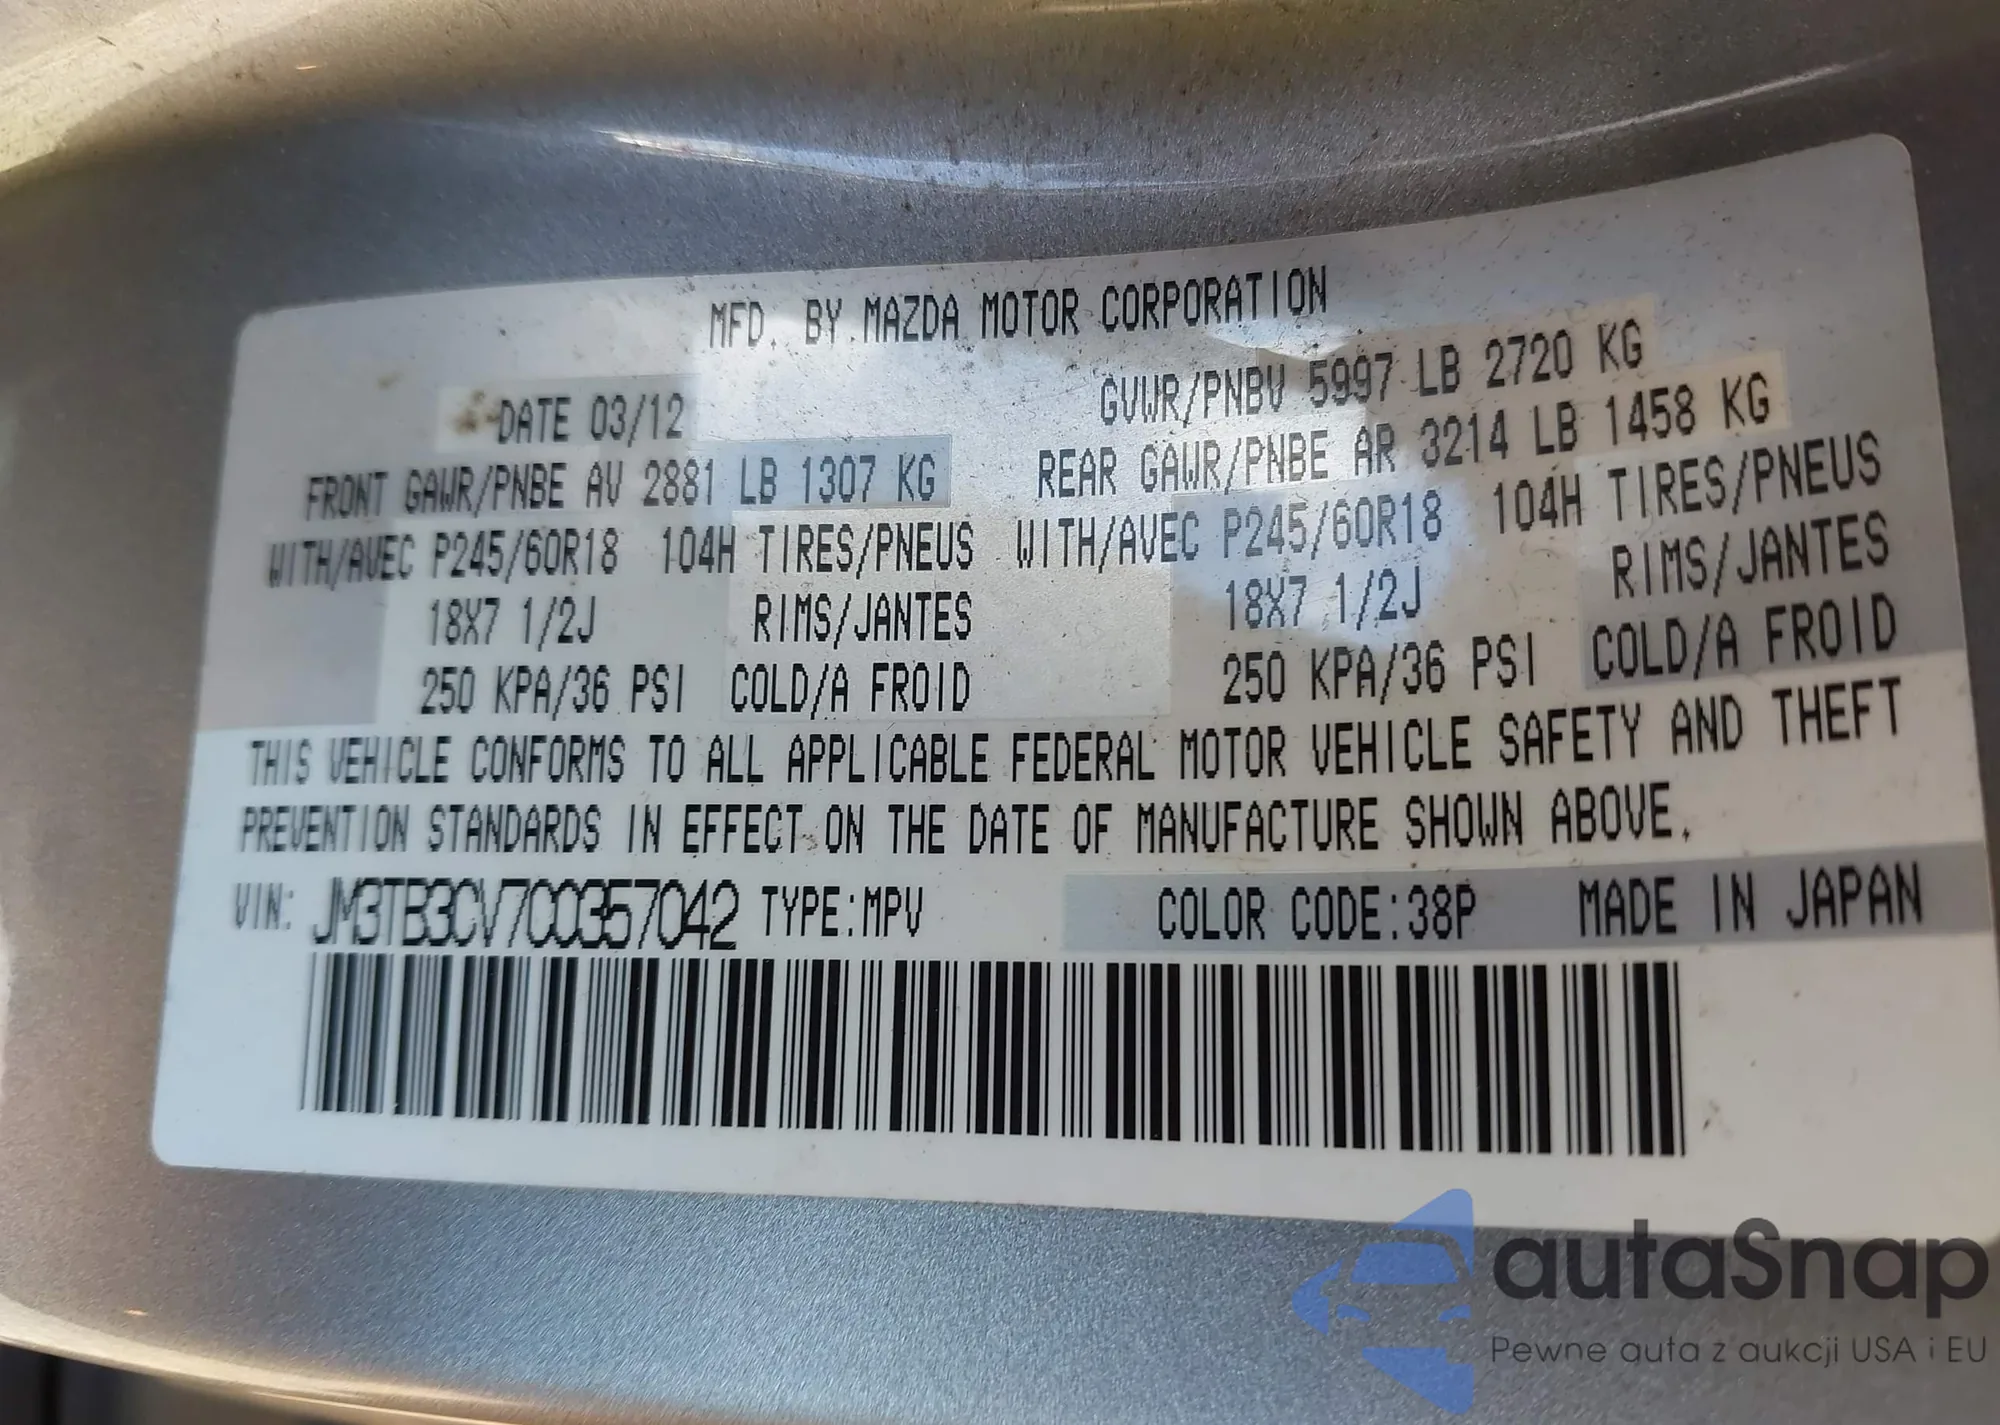 MFD. BY MAZDA MOTOR CORPORATION
DATE 03/12 GVWR/PNBV 5997 LB 2720 KG
FRONT GAWR/PNBE AV 2881 LB 1307 KG REAR GAWR/PNBE AR 3214 LB 1458 KG
WITH/AVEC P245/60R18 104H TIRES/PNEUS WITH/AVEC P245/60R18 104H TIRES/PNEUS
18X7 1/2J RIMS/JANTES 18X7 1/2J RIMS/JANTES
250 KPA/36 PSI COLD/A FROID 250 KPA/36 PSI COLD/A FROID
THIS VEHICLE CONFORMS TO ALL APPLICABLE FEDERAL MOTOR VEHICLE SAFETY AND THEFT
PREVENTION STANDARDS IN EFFECT ON THE DATE OF MANUFACTURE SHOWN ABOVE.
VIN: JM3TB3CV7C0357042 TYPE:MPV COLOR CODE:38P MADE IN JAPAN
autaSnap
Pewne auta z aukcji USA i EU